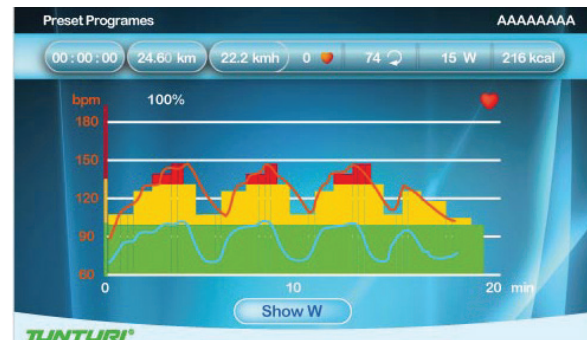 Preset Programes AAAAAAAA
00:00:00 24.60 km 22.2 kmh 0 74 15 W 216 kcal
bpm 100%
180
150
120
90
60
0 10 20 min
Show W
TUNTURI®